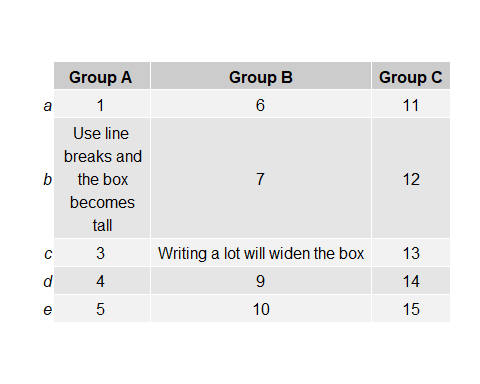 Group A Group B Group C
a 1 6 11
Use line
breaks and
b the box 7 12
becomes
tall
c 3 Writing a lot will widen the box 13
d 4 9 14
e 5 10 15